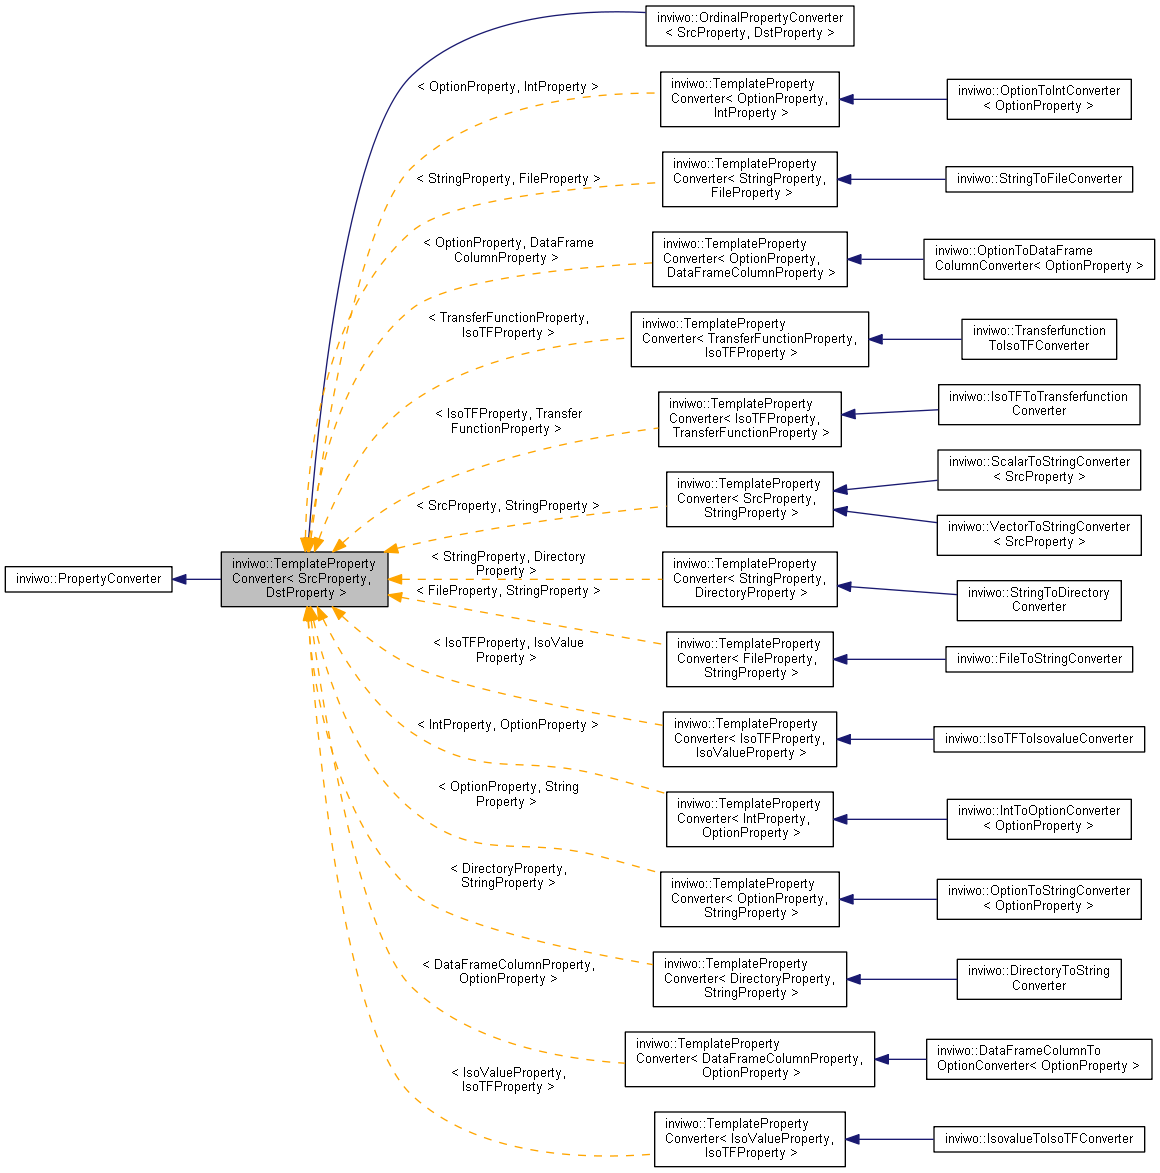 inviwo::PropertyConverter
inviwo::TemplateProperty
Converter< SrcProperty,
DstProperty >
inviwo::OrdinalPropertyConverter
< SrcProperty, DstProperty >
< OptionProperty, IntProperty >
inviwo::TemplateProperty
Converter< OptionProperty,
IntProperty >
inviwo::OptionToIntConverter
< OptionProperty >
< StringProperty, FileProperty >
inviwo::TemplateProperty
Converter< StringProperty,
FileProperty >
inviwo::StringToFileConverter
< OptionProperty, DataFrame
ColumnProperty >
inviwo::TemplateProperty
Converter< OptionProperty,
DataFrameColumnProperty >
inviwo::OptionToDataFrame
ColumnConverter< OptionProperty >
< TransferFunctionProperty,
IsoTFProperty >
inviwo::TemplateProperty
Converter< TransferFunctionProperty,
IsoTFProperty >
inviwo::Transferfunction
ToIsoTFConverter
< IsoTFProperty, Transfer
FunctionProperty >
inviwo::TemplateProperty
Converter< IsoTFProperty,
TransferFunctionProperty >
inviwo::IsoTFToTransferfunction
Converter
< SrcProperty, StringProperty >
inviwo::TemplateProperty
Converter< SrcProperty,
StringProperty >
inviwo::ScalarToStringConverter
< SrcProperty >
inviwo::VectorToStringConverter
< SrcProperty >
< StringProperty, Directory
Property >
inviwo::TemplateProperty
Converter< StringProperty,
DirectoryProperty >
inviwo::StringToDirectory
Converter
< FileProperty, StringProperty >
inviwo::TemplateProperty
Converter< FileProperty,
StringProperty >
inviwo::FileToStringConverter
< IsoTFProperty, IsoValue
Property >
inviwo::TemplateProperty
Converter< IsoTFProperty,
IsoValueProperty >
inviwo::IsoTFToIsovalueConverter
< IntProperty, OptionProperty >
inviwo::TemplateProperty
Converter< IntProperty,
OptionProperty >
inviwo::IntToOptionConverter
< OptionProperty >
< OptionProperty, String
Property >
inviwo::TemplateProperty
Converter< OptionProperty,
StringProperty >
inviwo::OptionToStringConverter
< OptionProperty >
< DirectoryProperty,
StringProperty >
inviwo::TemplateProperty
Converter< DirectoryProperty,
StringProperty >
inviwo::DirectoryToString
Converter
< DataFrameColumnProperty,
OptionProperty >
inviwo::TemplateProperty
Converter< DataFrameColumnProperty,
OptionProperty >
inviwo::DataFrameColumnTo
OptionConverter< OptionProperty >
< IsoValueProperty,
IsoTFProperty >
inviwo::TemplateProperty
Converter< IsoValueProperty,
IsoTFProperty >
inviwo::IsovalueToIsoTFConverter